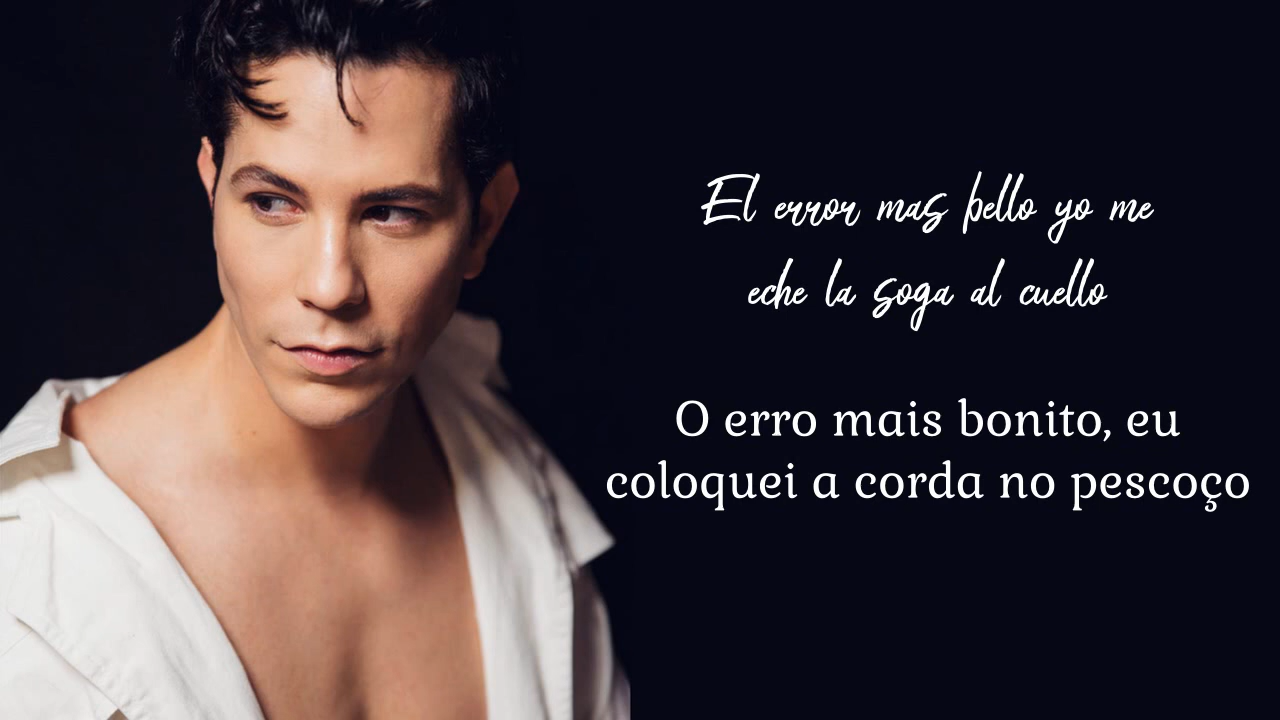 El error mas bello yo me
eche la soga al cuello
O erro mais bonito, eu
coloquei a corda no pescoço